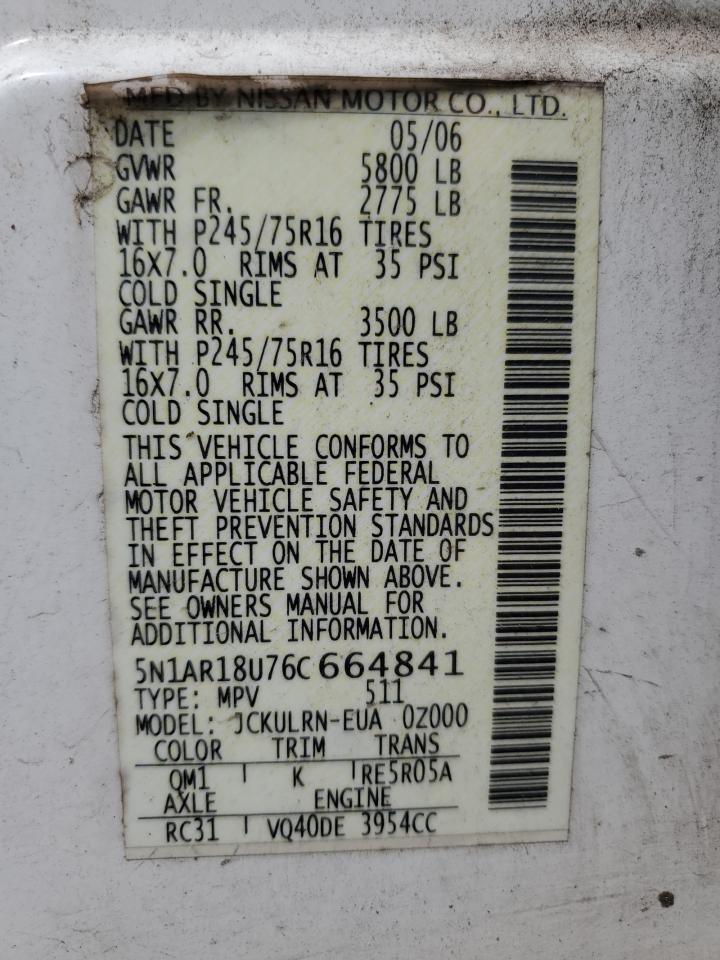 MFD BY NISSAN MOTOR CO., LTD.
DATE 05/06
GVWR 5800 LB
GAWR FR. 2775 LB
WITH P245/75R16 TIRES
16X7.0 RIMS AT 35 PSI
COLD SINGLE
GAWR RR. 3500 LB
WITH P245/75R16 TIRES
16X7.0 RIMS AT 35 PSI
COLD SINGLE
THIS VEHICLE CONFORMS TO
ALL APPLICABLE FEDERAL
MOTOR VEHICLE SAFETY AND
THEFT PREVENTION STANDARDS
IN EFFECT ON THE DATE OF
MANUFACTURE SHOWN ABOVE.
SEE OWNERS MANUAL FOR
ADDITIONAL INFORMATION.
5N1AR18U76C664841
TYPE: MPV 511
MODEL: JCKULRN-EUA 0Z000
COLOR TRIM TRANS
QM1 K RE5R05A
AXLE ENGINE
RC31 VQ40DE 3954CC